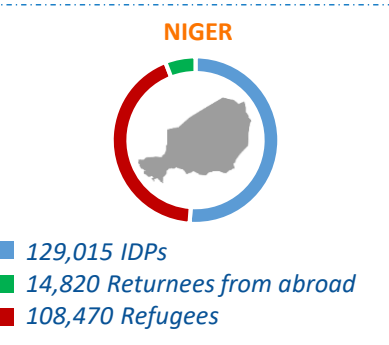 NIGER
129,015 IDPs
14,820 Returnees from abroad
108,470 Refugees